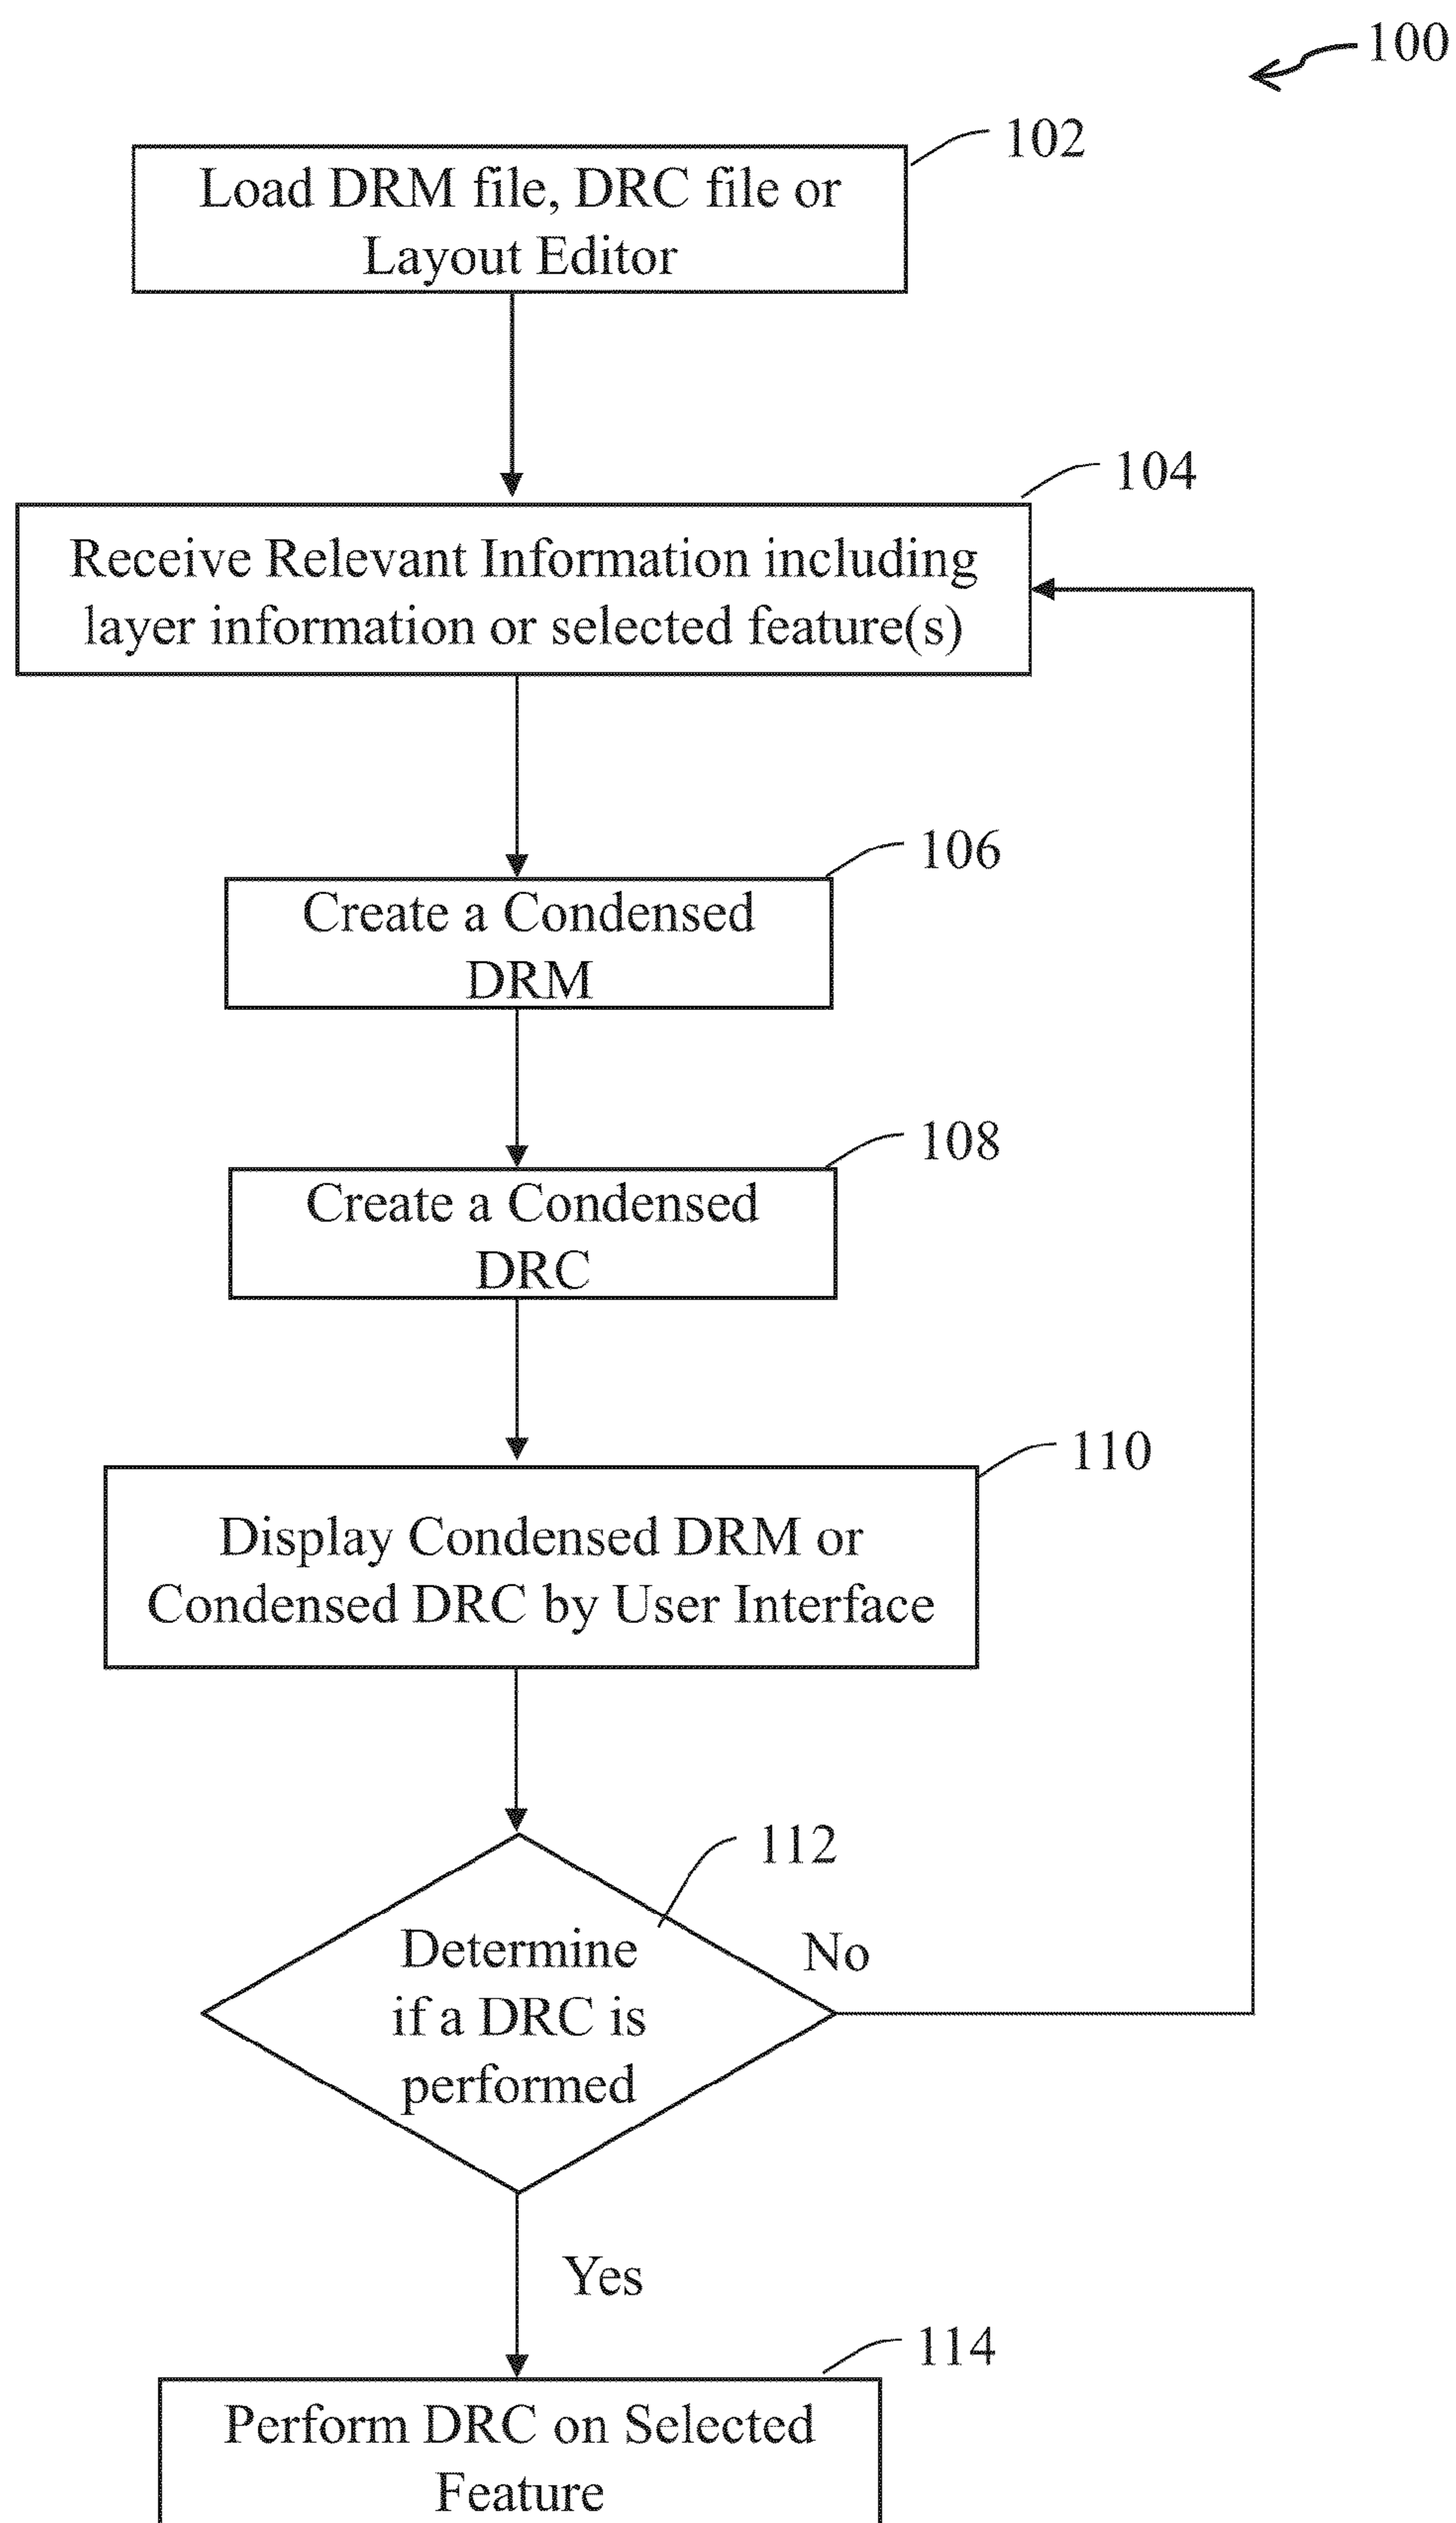 100
102
Load DRM file, DRC file or
Layout Editor
104
Receive Relevant Information including
layer information or selected feature(s)
106
Create a Condensed
DRM
108
Create a Condensed
DRC
110
Display Condensed DRM or
Condensed DRC by User Interface
112
Determine
if a DRC is
performed
No
Yes
114
Perform DRC on Selected
Feature